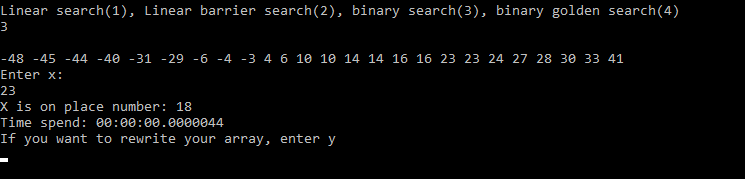 Linear search(1), Linear barrier search(2), binary search(3), binary golden search(4)
3
-48 -45 -44 -40 -31 -29 -6 -4 -3 4 6 10 10 14 14 16 16 23 23 24 27 28 30 33 41
Enter x:
23
X is on place number: 18
Time spend: 00:00:00.0000044
If you want to rewrite your array, enter y